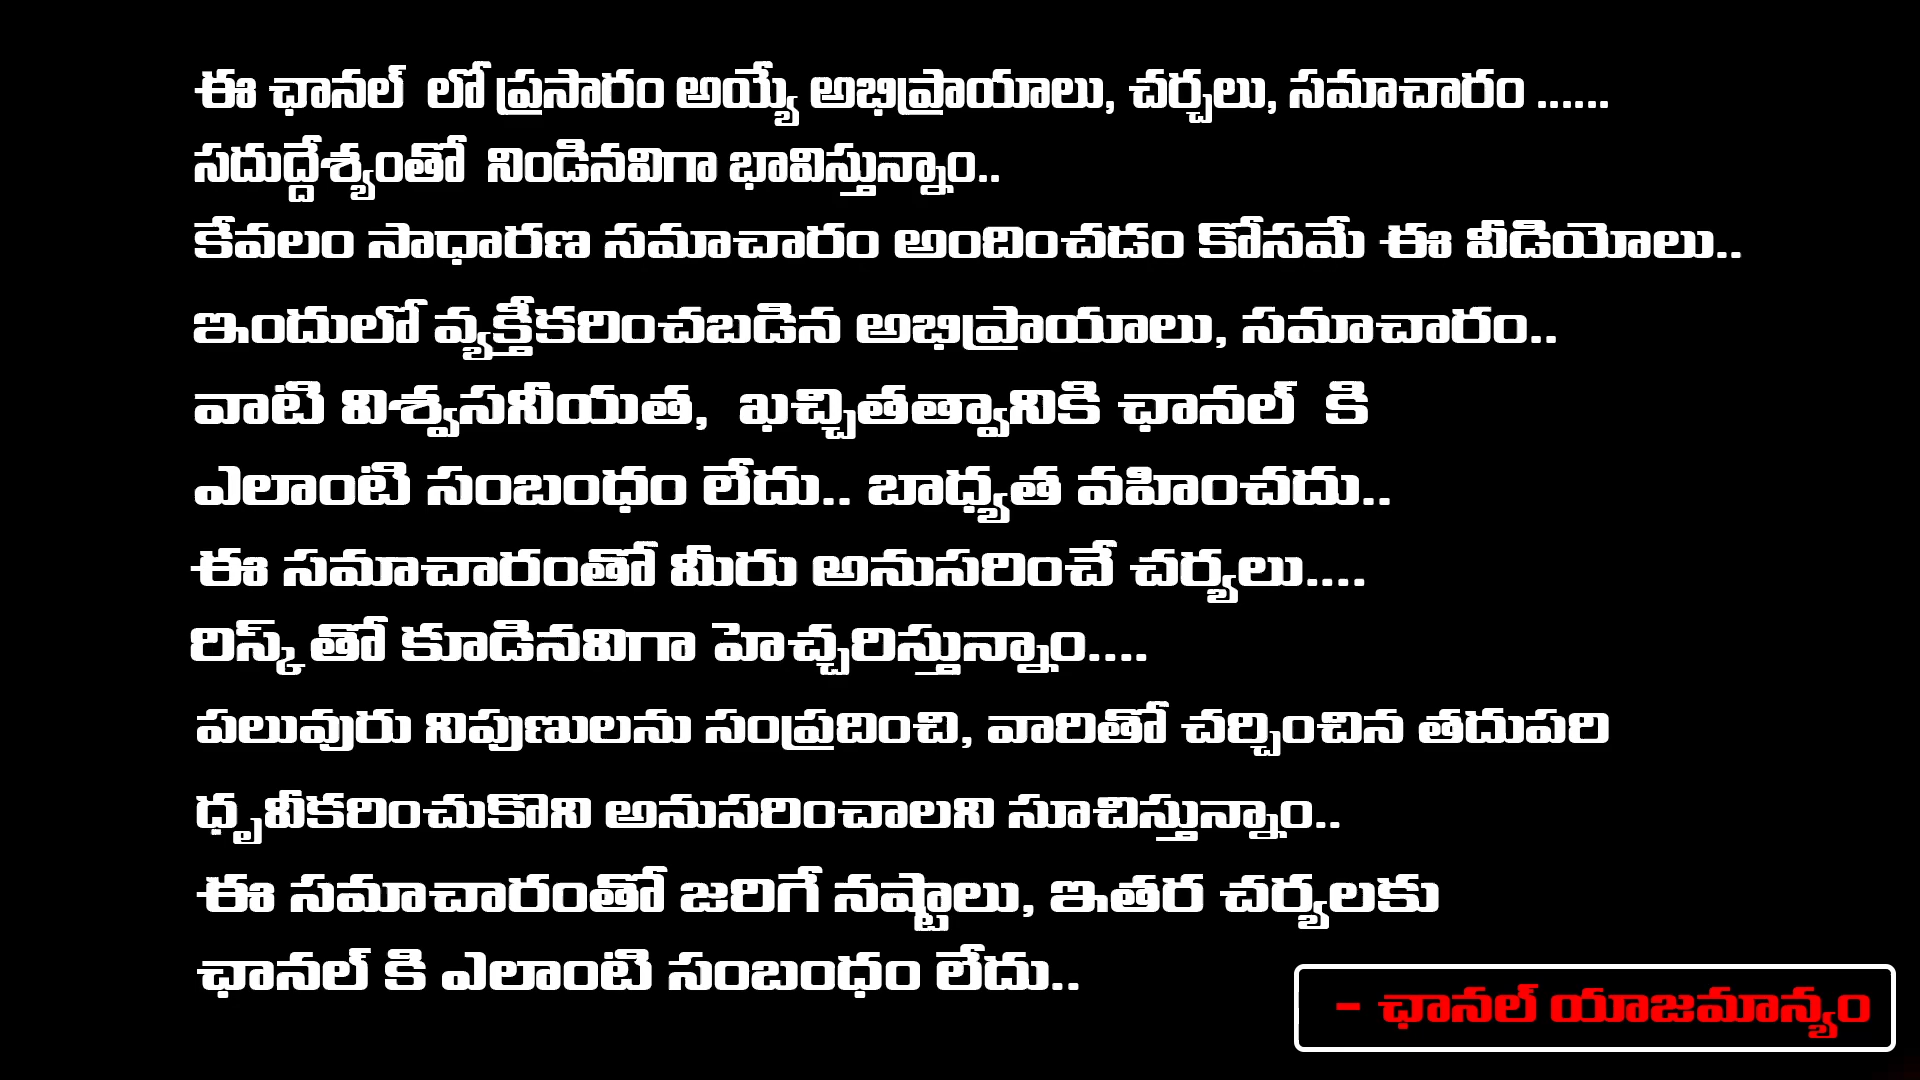 ఈ ఛానల్ లో ప్రసారం అయ్యే అభిప్రాయాలు, చర్చలు, సమాచారం ......
సదుద్దేశ్యంతో నిండినవిగా భావిస్తున్నాం..
కేవలం సాధారణ సమాచారం అందించడం కోసమే ఈ వీడియోలు..
ఇందులో వ్యక్తీకరించబడిన అభిప్రాయాలు, సమాచారం..
వాటి విశ్వసనీయత, ఖచ్చితత్వానికి ఛానల్ కి
ఎలాంటి సంబంధం లేదు.. బాధ్యత వహించదు..
ఈ సమాచారంతో మీరు అనుసరించే చర్యలు....
రిస్క్ తో కూడినవిగా హెచ్చరిస్తున్నాం....
పలువురు నిపుణులను సంప్రదించి, వారితో చర్చించిన తదుపరి
ధృవీకరించుకొని అనుసరించాలని సూచిస్తున్నాం..
ఈ సమాచారంతో జరిగే నష్టాలు, ఇతర చర్యలకు
ఛానల్ కి ఎలాంటి సంబంధం లేదు..
- ఛానల్ యాజమాన్యం